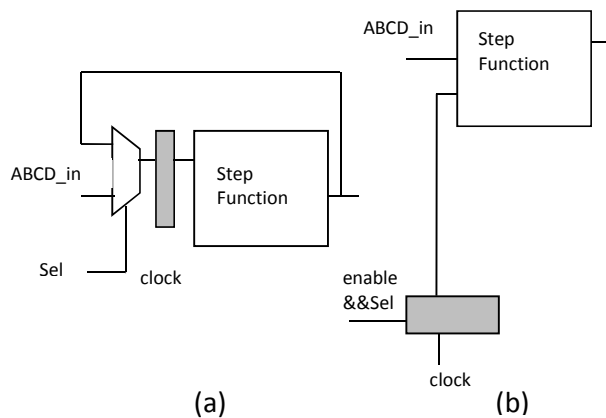 ABCD_in
Step
Function
Sel
clock
(a)
ABCD_in
Step
Function
enable
&&Sel
clock
(b)